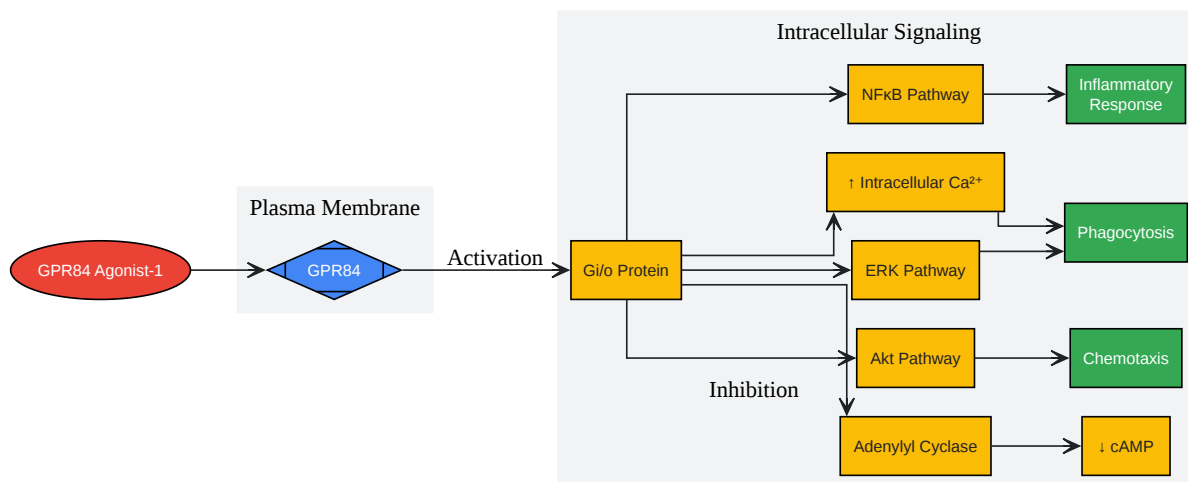 Intracellular Signaling
NFκB Pathway
Inflammatory
Response
↑ Intracellular Ca²⁺
Plasma Membrane
Phagocytosis
GPR84 Agonist-1
GPR84
Activation
Gi/o Protein
ERK Pathway
Akt Pathway
Chemotaxis
Inhibition
Adenylyl Cyclase
↓ cAMP